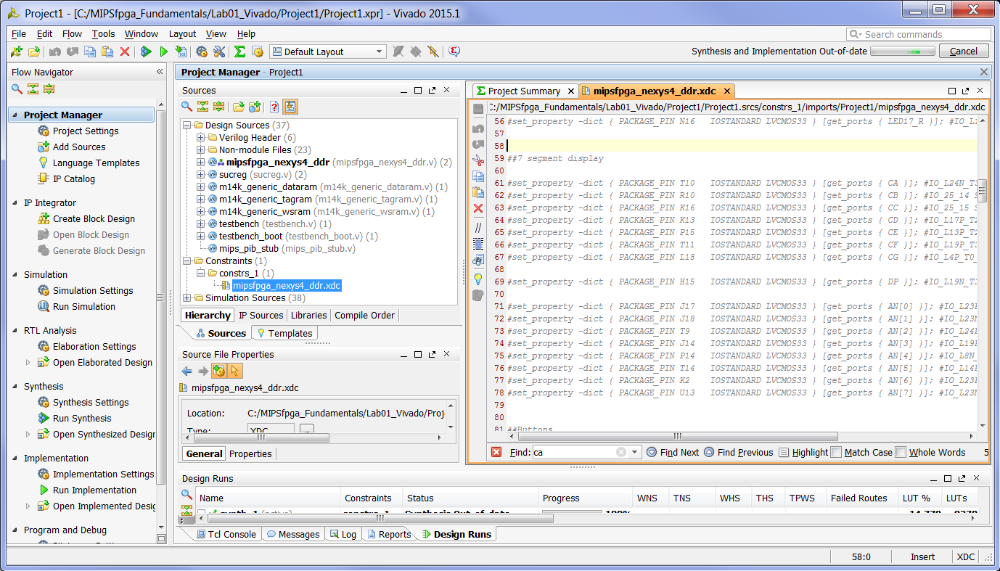 Project1 - [C:/MIPSfpga_Fundamentals/Lab01_Vivado/Project1/Project1.xpr] - Vivado 2015.1
File Edit Flow Tools Window Layout View Help
Search commands
Default Layout
Synthesis and Implementation Out-of-date
Cancel
Flow Navigator
Project Manager
Project Settings
Add Sources
Language Templates
IP Catalog
IP Integrator
Create Block Design
Open Block Design
Generate Block Design
Simulation
Simulation Settings
Run Simulation
RTL Analysis
Elaboration Settings
Open Elaborated Design
Synthesis
Synthesis Settings
Run Synthesis
Open Synthesized Desigr
Implementation
Implementation Settings
Run Implementation
Open Implemented Desig
Program and Debug
Project Manager - Project1
Sources
Design Sources (37)
Verilog Header (6)
Non-module Files (23)
mipsfpga_nexys4_ddr (mipsfpga_nexys4_ddr.v) (2)
sucreg (sucreg.v) (2)
m14k_generic_dataram (m14k_generic_dataram.v) (1)
m14k_generic_tagram (m14k_generic_tagram.v) (1)
m14k_generic_wsram (m14k_generic_wsram.v) (1)
testbench (testbench.v) (1)
testbench_boot (testbench_boot.v) (1)
mips_pib_stub (mips_pib_stub.v)
Constraints (1)
constrs_1 (1)
mipsfpga_nexys4_ddr.xdc
Simulation Sources (38)
Hierarchy IP Sources Libraries Compile Order
Sources Templates
Source File Properties
mipsfpga_nexys4_ddr.xdc
Location: C:/MIPSfpga_Fundamentals/Lab01_Vivado/Proj
Type: XDC ...
General Properties
Project Summary mipsfpga_nexys4_ddr.xdc
C:/MIPSfpga_Fundamentals/Lab01_Vivado/Project1/Project1.srcs/constrs_1/imports/Project1/mipsfpga_nexys4_ddr.xdc
56 #set_property -dict { PACKAGE_PIN N16 IOSTANDARD LVCMOS33 } [get_ports { LED17_R }]; #IO_L1
57
58
59 ##7 segment display
60
61 #set_property -dict { PACKAGE_PIN T10 IOSTANDARD LVCMOS33 } [get_ports { CA }]; #IO_L24N_T3
62 #set_property -dict { PACKAGE_PIN R10 IOSTANDARD LVCMOS33 } [get_ports { CB }]; #IO_25_14 S
63 #set_property -dict { PACKAGE_PIN K16 IOSTANDARD LVCMOS33 } [get_ports { CC }]; #IO_25_15 S
64 #set_property -dict { PACKAGE_PIN K13 IOSTANDARD LVCMOS33 } [get_ports { CD }]; #IO_L17P_T2
65 #set_property -dict { PACKAGE_PIN P15 IOSTANDARD LVCMOS33 } [get_ports { CE }]; #IO_L13P_T2
66 #set_property -dict { PACKAGE_PIN T11 IOSTANDARD LVCMOS33 } [get_ports { CF }]; #IO_L19P_T3
67 #set_property -dict { PACKAGE_PIN L18 IOSTANDARD LVCMOS33 } [get_ports { CG }]; #IO_L4P_T0
68
69 #set_property -dict { PACKAGE_PIN H15 IOSTANDARD LVCMOS33 } [get_ports { DP }]; #IO_L19N_T3
70
71 #set_property -dict { PACKAGE_PIN J17 IOSTANDARD LVCMOS33 } [get_ports { AN[0] }]; #IO_L23
72 #set_property -dict { PACKAGE_PIN J18 IOSTANDARD LVCMOS33 } [get_ports { AN[1] }]; #IO_L23
73 #set_property -dict { PACKAGE_PIN T9 IOSTANDARD LVCMOS33 } [get_ports { AN[2] }]; #IO_L24
74 #set_property -dict { PACKAGE_PIN J14 IOSTANDARD LVCMOS33 } [get_ports { AN[3] }]; #IO_L19
75 #set_property -dict { PACKAGE_PIN P14 IOSTANDARD LVCMOS33 } [get_ports { AN[4] }]; #IO_L8N
76 #set_property -dict { PACKAGE_PIN T14 IOSTANDARD LVCMOS33 } [get_ports { AN[5] }]; #IO_L14
77 #set_property -dict { PACKAGE_PIN K2 IOSTANDARD LVCMOS33 } [get_ports { AN[6] }]; #IO_L23
78 #set_property -dict { PACKAGE_PIN U13 IOSTANDARD LVCMOS33 } [get_ports { AN[7] }]; #IO_L23
79
80
81 ##Buttons
Find: ca Find Next Find Previous Highlight Match Case Whole Words 5
Design Runs
Name Constraints Status Progress WNS TNS WHS THS TPWS Failed Routes LUT % LUTs
synth_1 (active) constrs_1 Synthesis Out-of-date 100%
Tcl Console Messages Log Reports Design Runs
58:0 Insert XDC